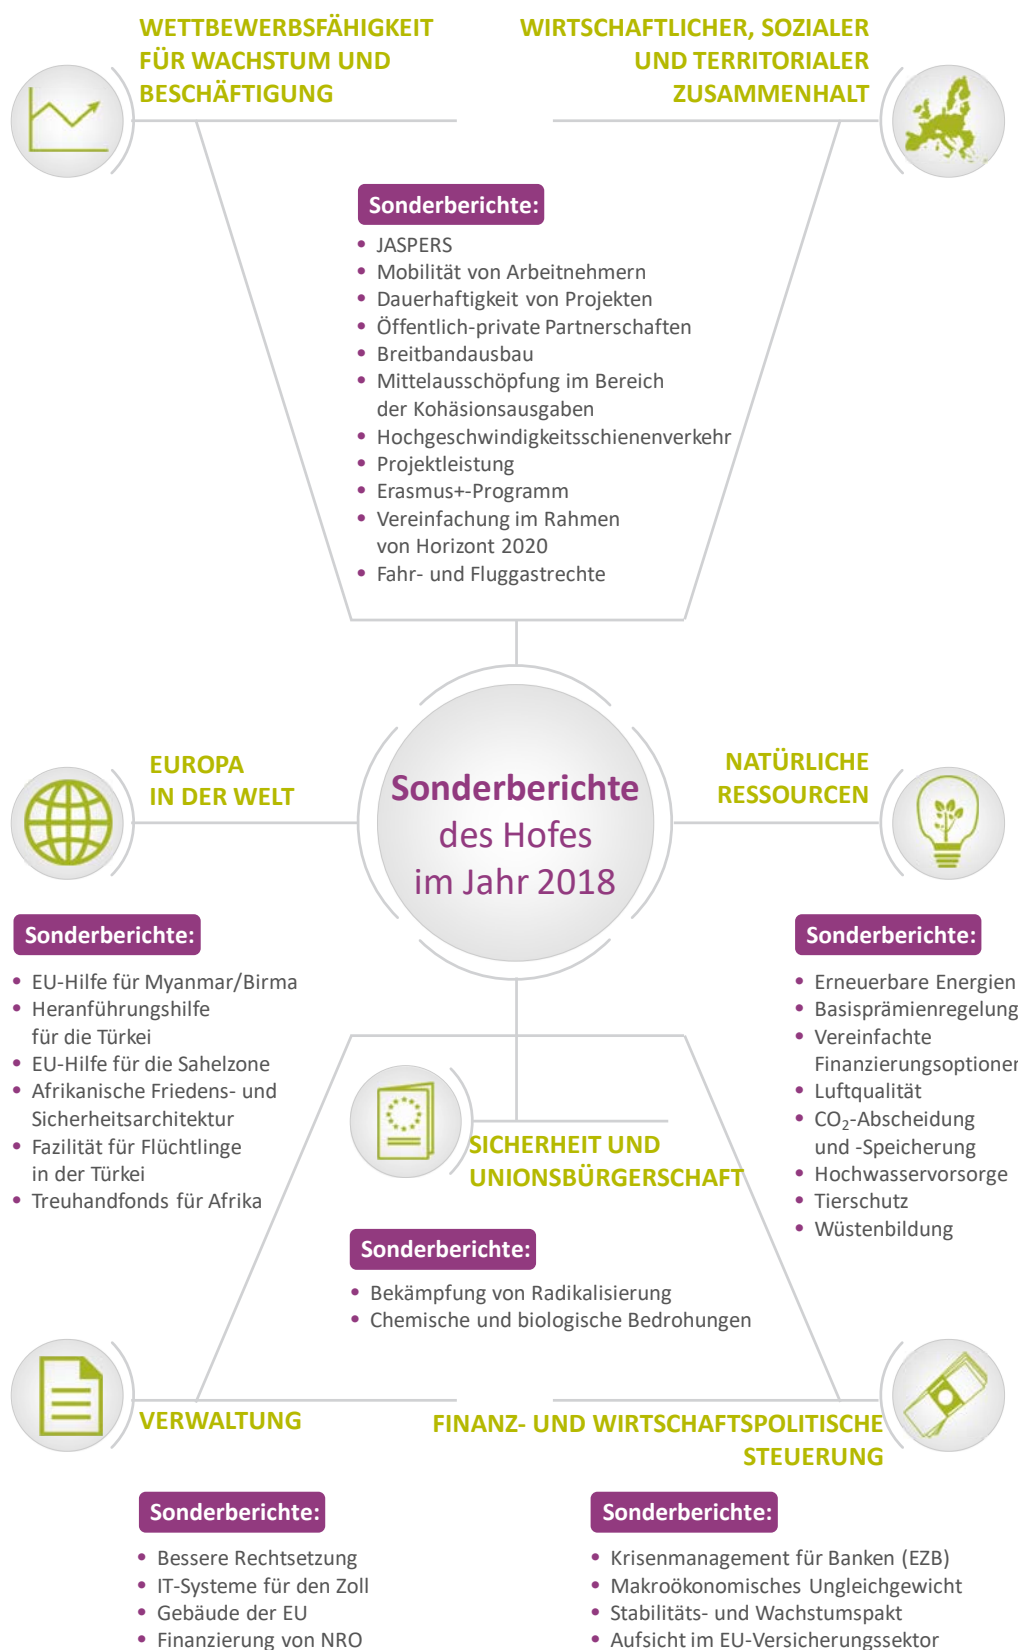 WETTBEWERBSFÄHIGKEIT
FÜR WACHSTUM UND
BESCHÄFTIGUNG
WIRTSCHAFTLICHER, SOZIALER
UND TERRITORIALER
ZUSAMMENHALT
Sonderberichte:
• JASPERS
• Mobilität von Arbeitnehmern
• Dauerhaftigkeit von Projekten
• Öffentlich-private Partnerschaften
• Breitbandausbau
• Mittelausschöpfung im Bereich
der Kohäsionsausgaben
• Hochgeschwindigkeitsschienenverkehr
• Projektleistung
• Erasmus+-Programm
• Vereinfachung im Rahmen
von Horizont 2020
• Fahr- und Fluggastrechte
EUROPA
IN DER WELT
Sonderberichte
des Hofes
im Jahr 2018
NATÜRLICHE
RESSOURCEN
Sonderberichte:
• EU-Hilfe für Myanmar/Birma
• Heranführungshilfe
für die Türkei
• EU-Hilfe für die Sahelzone
• Afrikanische Friedens- und
Sicherheitsarchitektur
• Fazilität für Flüchtlinge
in der Türkei
• Treuhandfonds für Afrika
Sonderberichte:
• Erneuerbare Energien
• Basisprämienregelung
• Vereinfachte
Finanzierungsoptionen
• Luftqualität
• CO₂-Abscheidung
und -Speicherung
• Hochwasservorsorge
• Tierschutz
• Wüstenbildung
SICHERHEIT UND
UNIONSBÜRGERSCHAFT
Sonderberichte:
• Bekämpfung von Radikalisierung
• Chemische und biologische Bedrohungen
VERWALTUNG
Sonderberichte:
• Bessere Rechtsetzung
• IT-Systeme für den Zoll
• Gebäude der EU
• Finanzierung von NRO
FINANZ- UND WIRTSCHAFTSPOLITISCHE
STEUERUNG
Sonderberichte:
• Krisenmanagement für Banken (EZB)
• Makroökonomisches Ungleichgewicht
• Stabilitäts- und Wachstumspakt
• Aufsicht im EU-Versicherungssektor